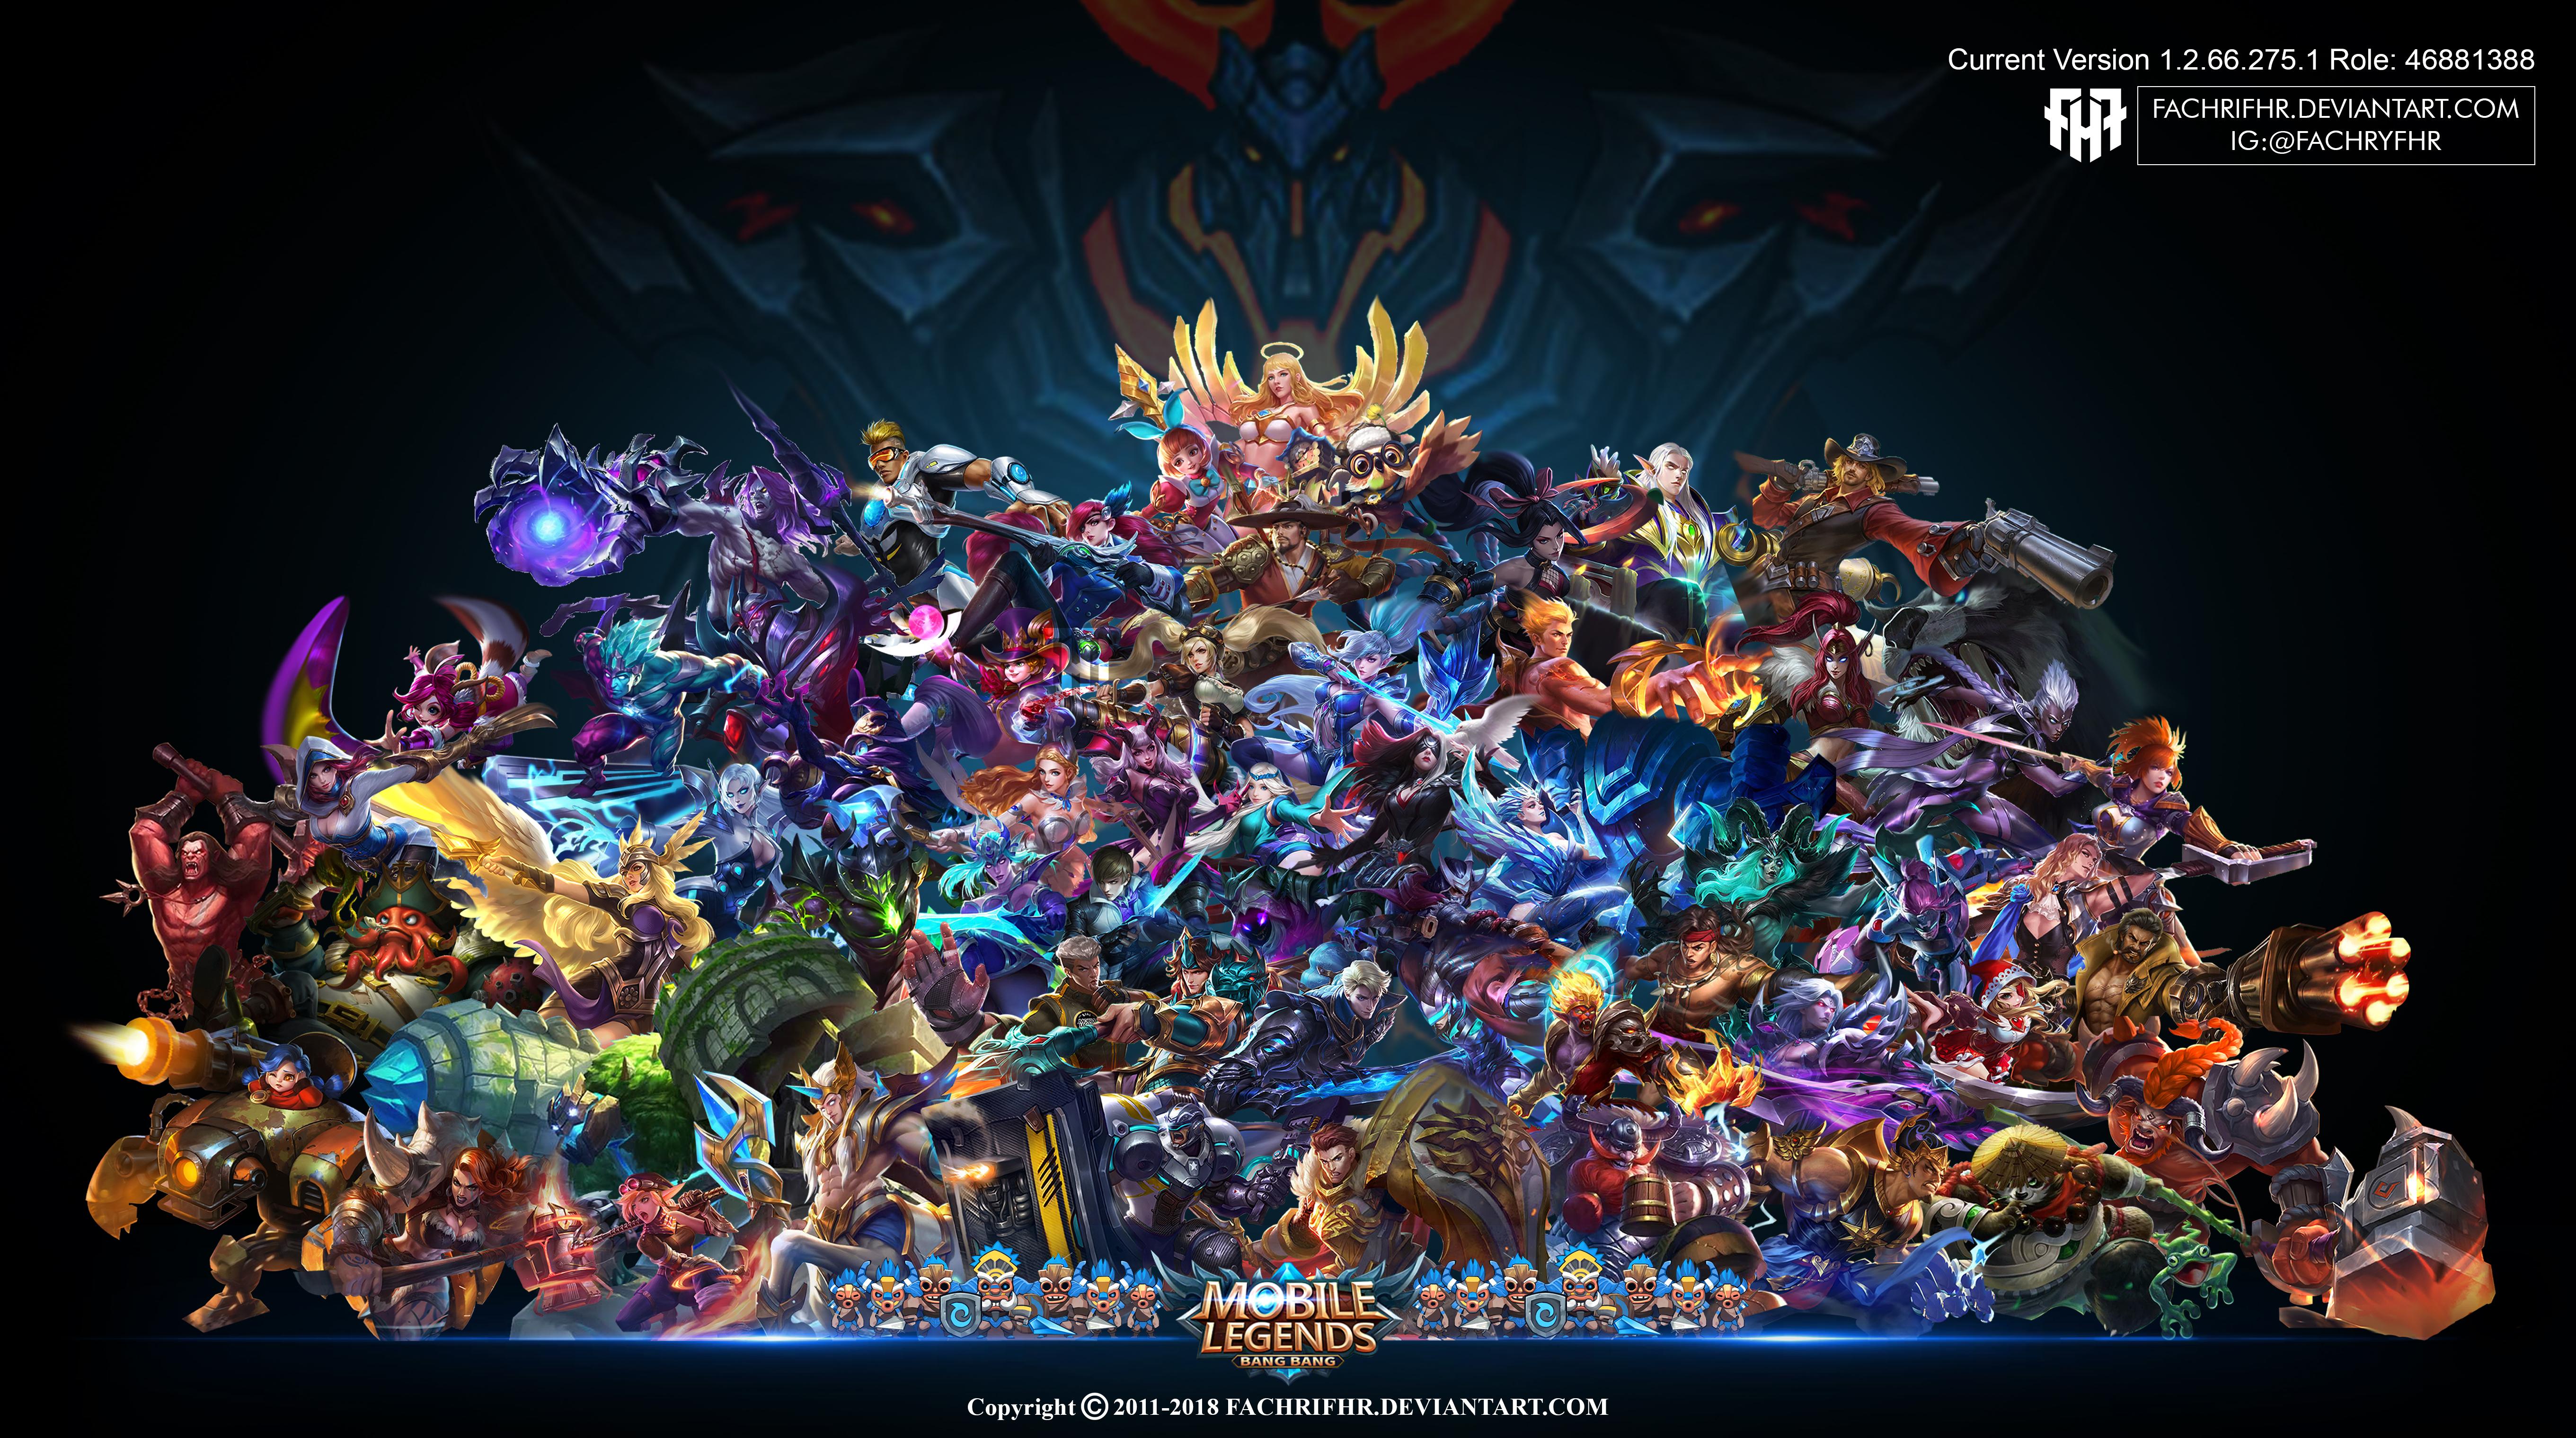 Current Version 1.2.66.275.1 Role: 46881388
FHR
FACHRIFHR.DEVIANTART.COM
IG:@FACHRYFHR
MOBILE
LEGENDS
BANG BANG
Copyright © 2011-2018 FACHRIFHR.DEVIANTART.COM